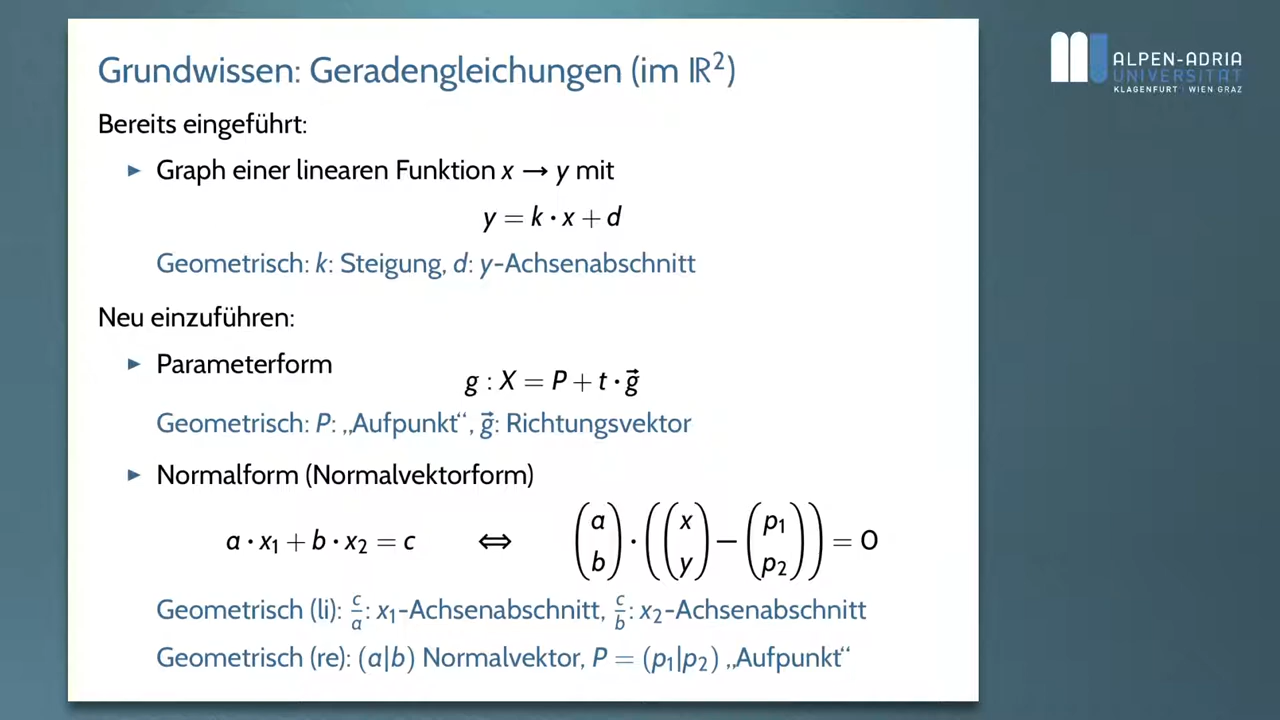 Grundwissen: Geradengleichungen (im ℝ²)
Bereits eingeführt:
▶ Graph einer linearen Funktion x → y mit
y = k · x + d
Geometrisch: k: Steigung, d: y-Achsenabschnitt
Neu einzuführen:
▶ Parameterform
g : X = P + t · g⃗
Geometrisch: P: „Aufpunkt“, g⃗: Richtungsvektor
▶ Normalform (Normalvektorform)
a · x₁ + b · x₂ = c ⇔ (a b) · ((x y) − (p₁ p₂)) = 0
Geometrisch (li): c/a: x₁-Achsenabschnitt, c/b: x₂-Achsenabschnitt
Geometrisch (re): (a|b) Normalvektor, P = (p₁|p₂) „Aufpunkt“
ALPEN-ADRIA
UNIVERSITÄT
KLAGENFURT | WIEN GRAZ